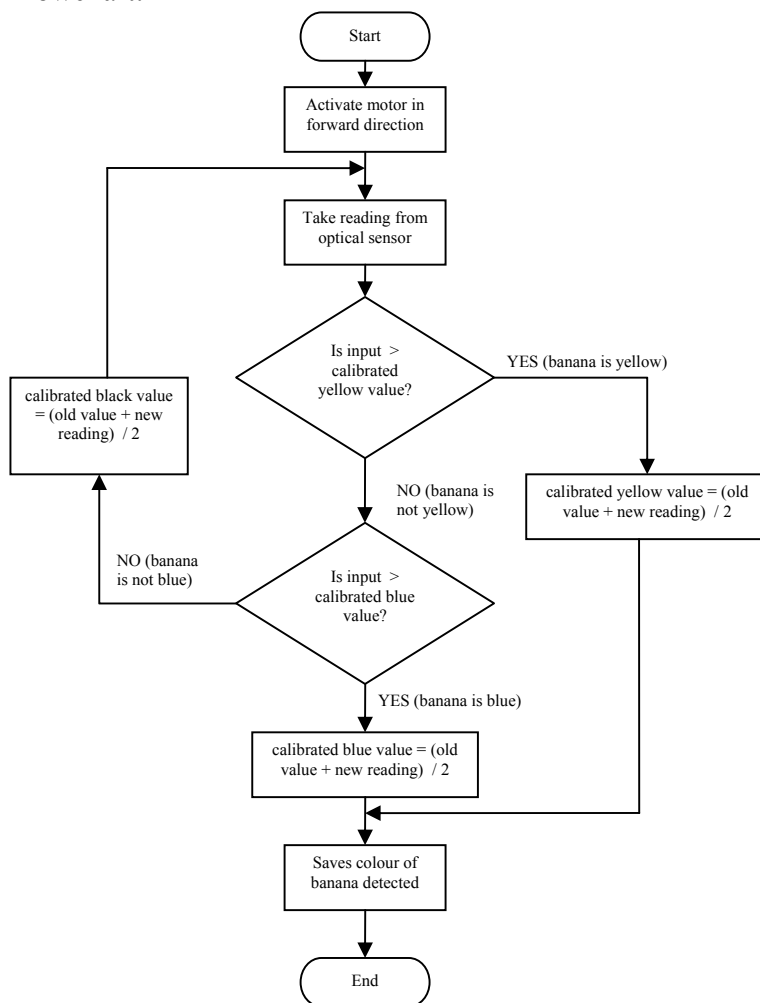 Start
Activate motor in
forward direction
Take reading from
optical sensor
Is input >
calibrated
yellow value?
YES (banana is yellow)
calibrated black value
= (old value + new
reading) / 2
NO (banana is
not yellow)
calibrated yellow value = (old
value + new reading) / 2
NO (banana
is not blue)
Is input >
calibrated blue
value?
YES (banana is blue)
calibrated blue value = (old
value + new reading) / 2
Saves colour of
banana detected
End